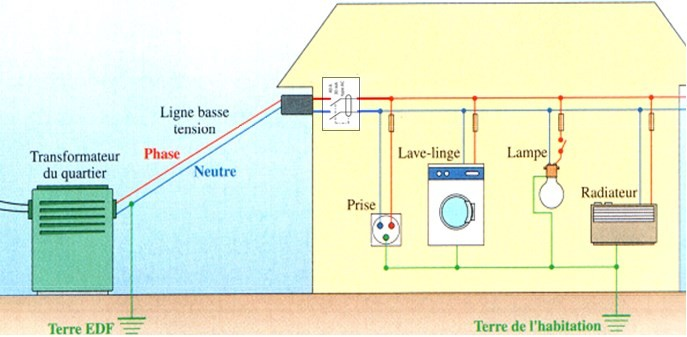 Ligne basse
tension
Phase
Neutre
Transformateur
du quartier
Lave-linge
Lampe
Radiateur
Prise
Terre EDF
Terre de l'habitation